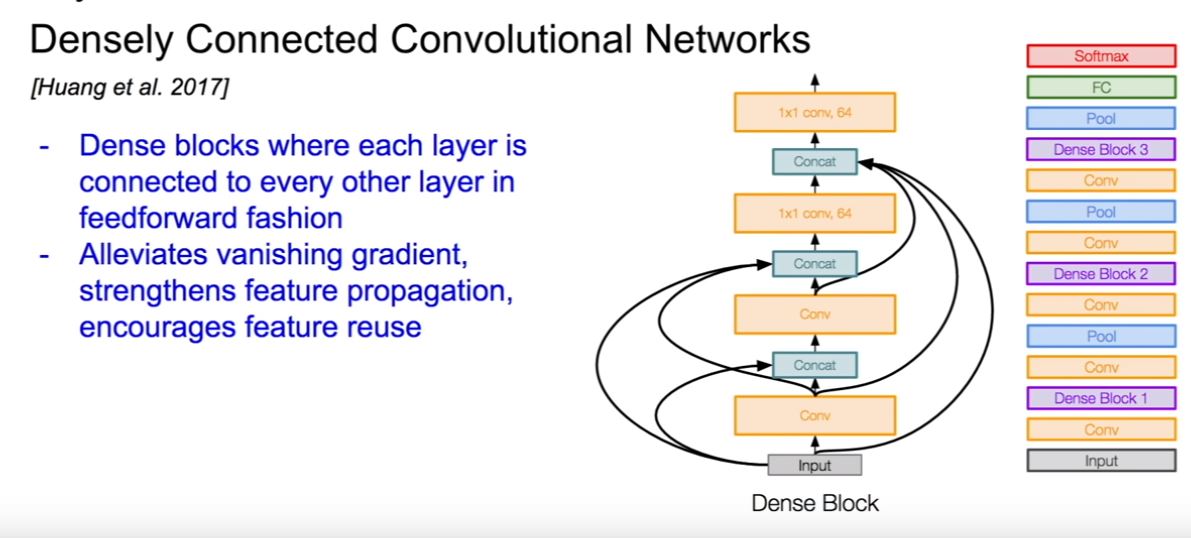 Densely Connected Convolutional Networks
[Huang et al. 2017]
- Dense blocks where each layer is
connected to every other layer in
feedforward fashion
- Alleviates vanishing gradient,
strengthens feature propagation,
encourages feature reuse
1x1 conv, 64
Concat
1x1 conv, 64
Concat
Conv
Concat
Conv
Input
Dense Block
Softmax
FC
Pool
Dense Block 3
Conv
Pool
Conv
Dense Block 2
Conv
Pool
Conv
Dense Block 1
Conv
Input